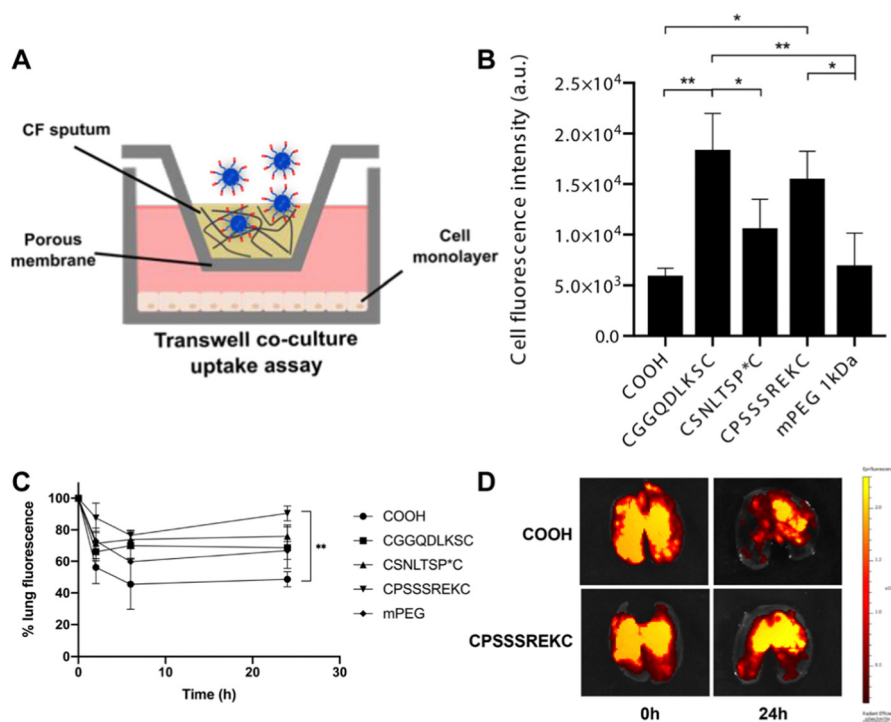 A
CF sputum
Porous
membrane
Cell
monolayer
Transwell co-culture
uptake assay
B
Cell fluorescence intensity (a.u.)
2.5×10⁴
2.0×10⁴
1.5×10⁴
1.0×10⁴
5.0×10³
0.0
*
**
** *
*
COOH
CGGQDLKSC
CSNLTSP*C
CPSSSREKC
mPEG 1kDa
C
% lung fluorescence
100
80
60
40
20
0
0 10 20 30
Time (h)
**
COOH
CGGQDLKSC
CSNLTSP*C
CPSSSREKC
mPEG
D
COOH
CPSSSREKC
0h 24h